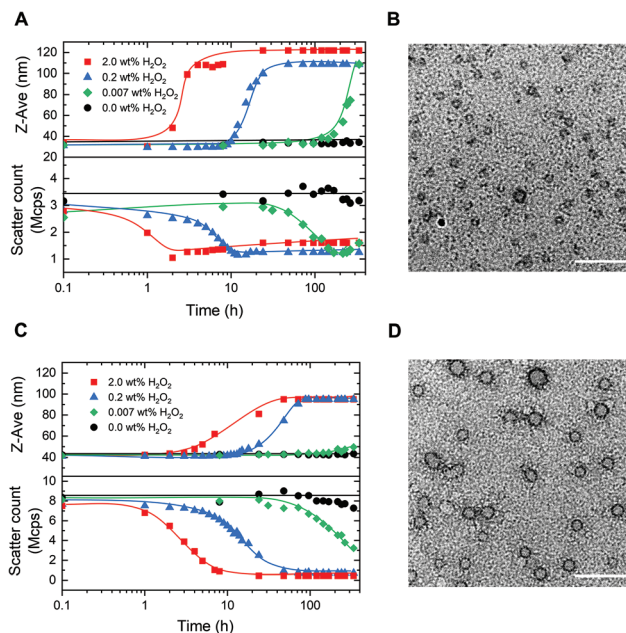 A
Z-Ave (nm)
120
100
80
60
40
20
2.0 wt% H₂O₂
0.2 wt% H₂O₂
0.007 wt% H₂O₂
0.0 wt% H₂O₂
Scatter count
(Mcps)
4
3
2
1
0.1 1 10 100
Time (h)
B
C
Z-Ave (nm)
120
100
80
60
40
20
2.0 wt% H₂O₂
0.2 wt% H₂O₂
0.007 wt% H₂O₂
0.0 wt% H₂O₂
Scatter count
(Mcps)
10
8
6
4
2
0
0.1 1 10 100
Time (h)
D